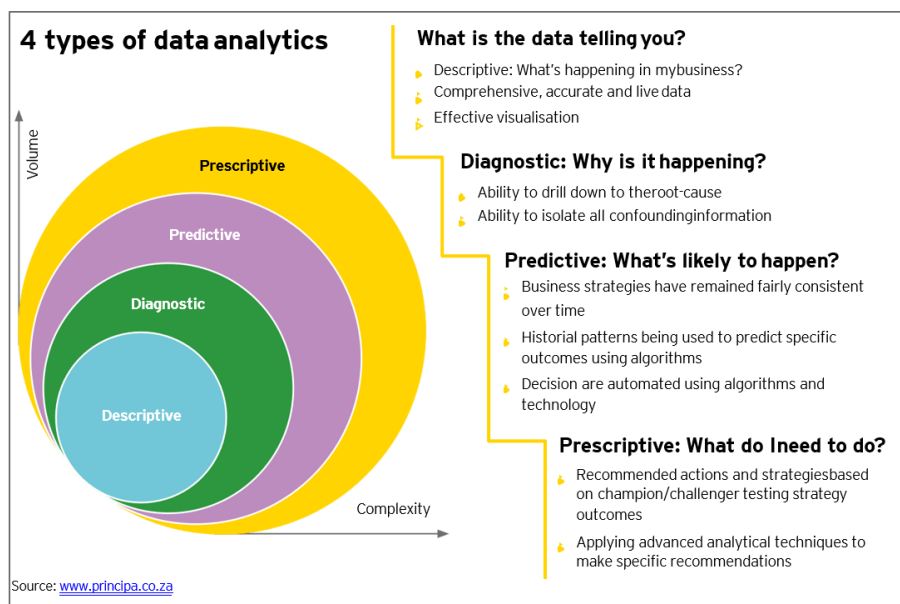 4 types of data analytics
Volume
Prescriptive
Predictive
Diagnostic
Descriptive
Complexity
Source: www.principa.co.za
What is the data telling you?
Descriptive: What's happening in mybusiness?
Comprehensive, accurate and live data
Effective visualisation
Diagnostic: Why is it happening?
Ability to drill down to theroot-cause
Ability to isolate all confoundinginformation
Predictive: What's likely to happen?
Business strategies have remained fairly consistent
over time
Historial patterns being used to predict specific
outcomes using algorithms
Decision are automated using algorithms and
technology
Prescriptive: What do Ineed to do?
Recommended actions and strategiesbased
on champion/challenger testing strategy
outcomes
Applying advanced analytical techniques to
make specific recommendations